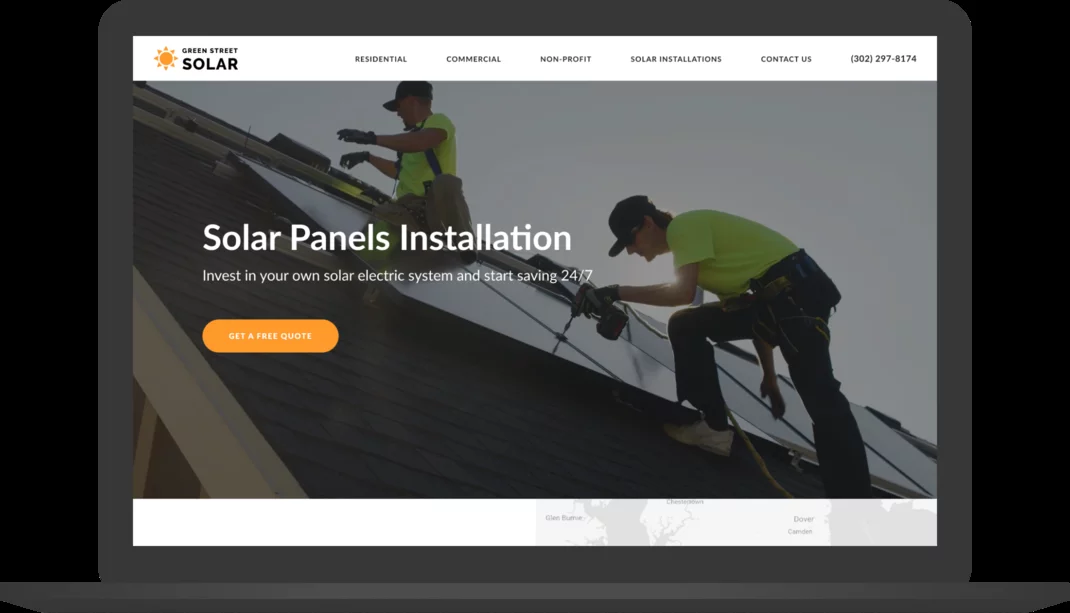 GREEN STREET
SOLAR
RESIDENTIAL
COMMERCIAL
NON-PROFIT
SOLAR INSTALLATIONS
CONTACT US
(302) 297-8174
Solar Panels Installation
Invest in your own solar electric system and start saving 24/7
GET A FREE QUOTE
Chestertown
Glen Burnie
Dover
Camden